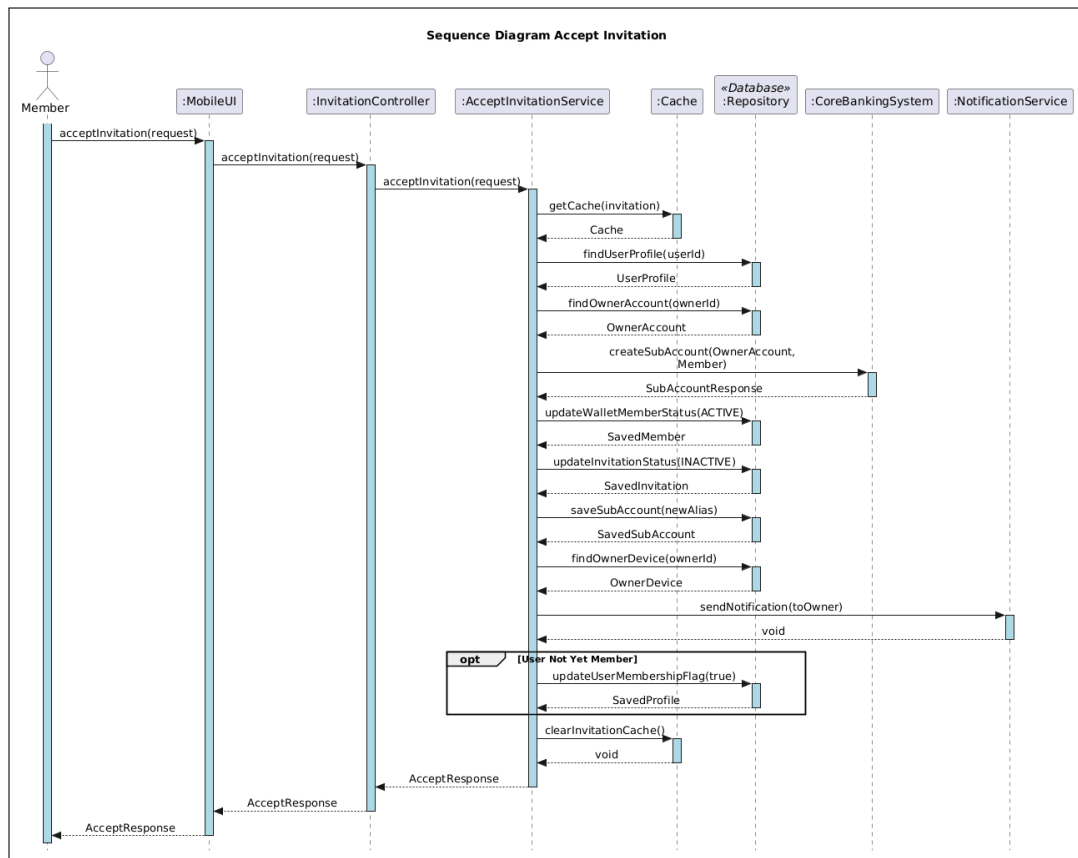 Sequence Diagram Accept Invitation
Member
:MobileUI
:InvitationController
:AcceptInvitationService
:Cache
«Database»
:Repository
:CoreBankingSystem
:NotificationService
acceptInvitation(request)
acceptInvitation(request)
acceptInvitation(request)
getCache(invitation)
Cache
findUserProfile(userId)
UserProfile
findOwnerAccount(ownerId)
OwnerAccount
createSubAccount(OwnerAccount,
Member)
SubAccountResponse
updateWalletMemberStatus(ACTIVE)
SavedMember
updateInvitationStatus(INACTIVE)
SavedInvitation
saveSubAccount(newAlias)
SavedSubAccount
findOwnerDevice(ownerId)
OwnerDevice
sendNotification(toOwner)
void
opt [User Not Yet Member]
updateUserMembershipFlag(true)
SavedProfile
clearInvitationCache()
void
AcceptResponse
AcceptResponse
AcceptResponse